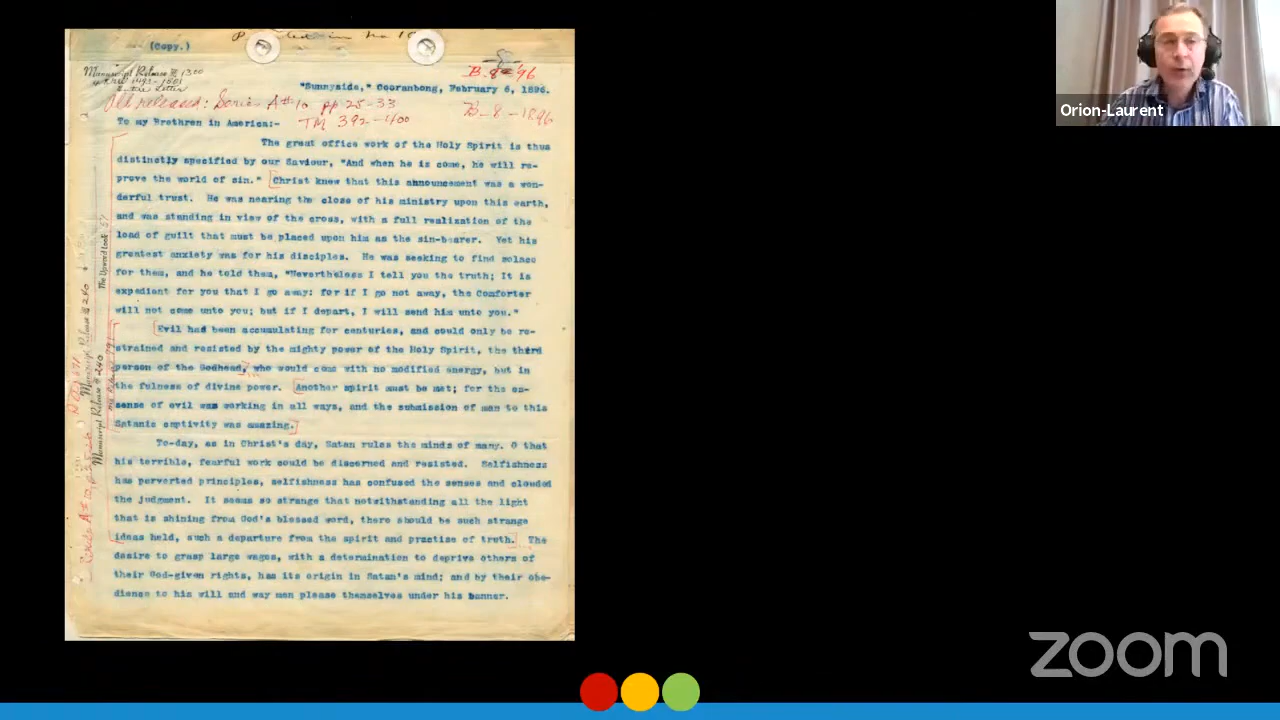 (Copy.)
Manuscript Release
Entire Letter
B-8-'96
"Sunnyside," Cooranbong, February 6, 1896.
All released: Series A #10 pp 25-33
B-8-1896
To my Brethren in America:-
TM 392-400
The great office work of the Holy Spirit is thus
distinctly specified by our Saviour, "And when he is come, he will re-
prove the world of sin." [Christ knew that this announcement was a won-
derful trust. He was nearing the close of his ministry upon this earth,
and was standing in view of the cross, with a full realization of the
load of guilt that must be placed upon him as the sin-bearer. Yet his
greatest anxiety was for his disciples. He was seeking to find solace
for them, and he told them, "Nevertheless I tell you the truth; It is
expedient for you that I go away: for if I go not away, the Comforter
will not come unto you; but if I depart, I will send him unto you."
[Evil had been accumulating for centuries, and could only be re-
strained and resisted by the mighty power of the Holy Spirit, the third
person of the Godhead, who would come with no modified energy, but in
the fulness of divine power. [Another spirit must be met; for the es-
sense of evil was working in all ways, and the submission of man to this
Satanic captivity was amazing.]
To-day, as in Christ's day, Satan rules the minds of many. O that
his terrible, fearful work could be discerned and resisted. Selfishness
has perverted principles, selfishness has confused the senses and clouded
the judgment. It seems so strange that notwithstanding all the light
that is shining from God's blessed word, there should be such strange
ideas held, such a departure from the spirit and practise of truth. The
desire to grasp large wages, with a determination to deprive others of
their God-given rights, has its origin in Satan's mind; and by their obe-
dience to his will and way men please themselves under his banner.
The Upward Look 51
Manuscript Release #240
Orion-Laurent
zoom